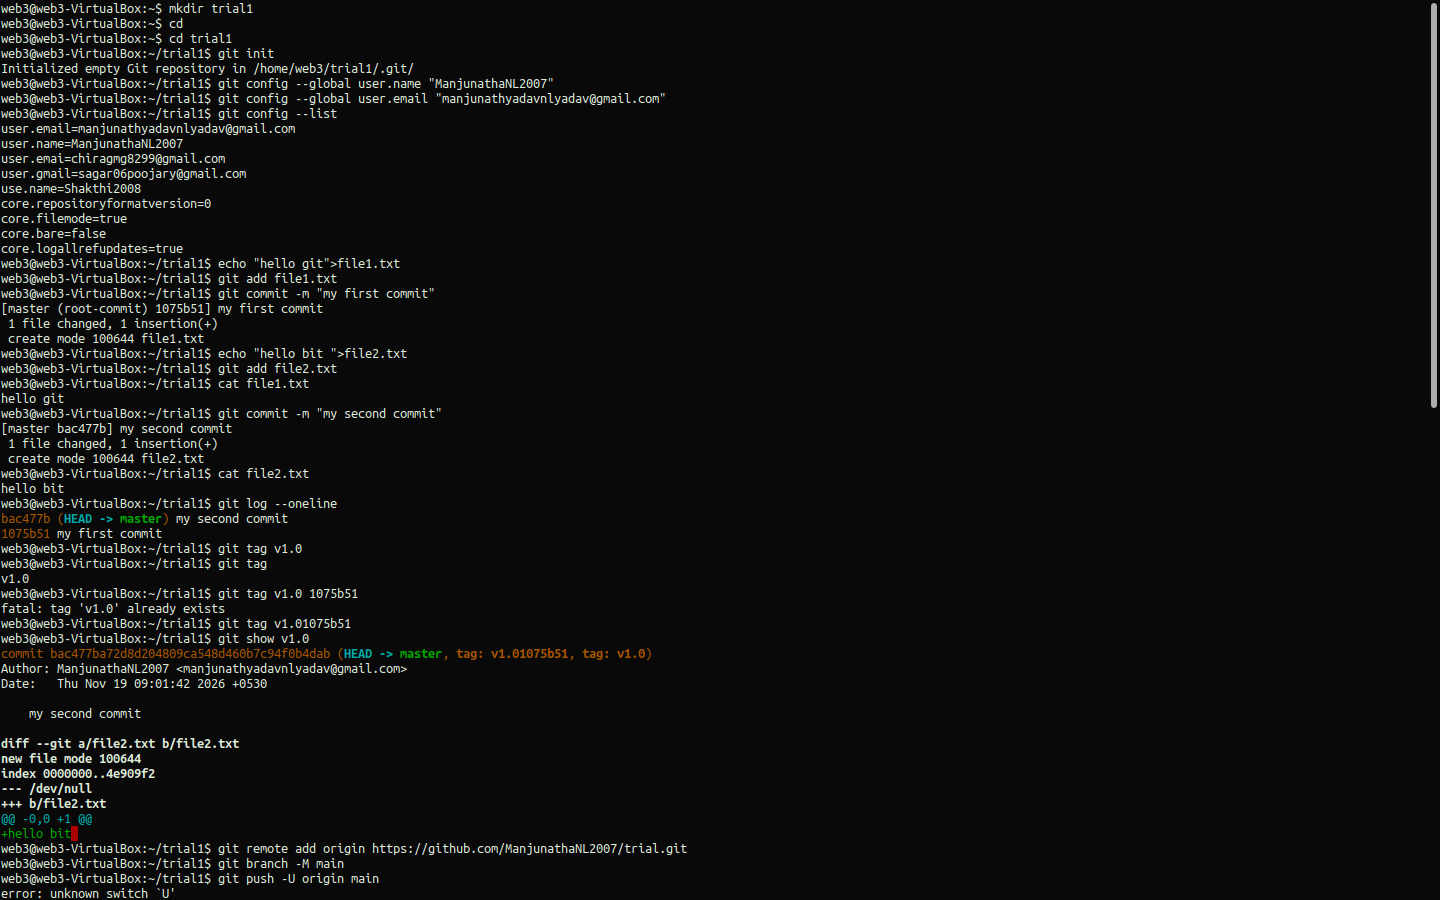 web3@web3-VirtualBox:~$ mkdir trial1
web3@web3-VirtualBox:~$ cd
web3@web3-VirtualBox:~$ cd trial1
web3@web3-VirtualBox:~/trial1$ git init
Initialized empty Git repository in /home/web3/trial1/.git/
web3@web3-VirtualBox:~/trial1$ git config --global user.name "ManjunathaNL2007"
web3@web3-VirtualBox:~/trial1$ git config --global user.email "manjunathyadavnlyadav@gmail.com"
web3@web3-VirtualBox:~/trial1$ git config --list
user.email=manjunathyadavnlyadav@gmail.com
user.name=ManjunathaNL2007
user.emai=chiragmg8299@gmail.com
user.gmail=sagar06poojary@gmail.com
use.name=Shakthi2008
core.repositoryformatversion=0
core.filemode=true
core.bare=false
core.logallrefupdates=true
web3@web3-VirtualBox:~/trial1$ echo "hello git">file1.txt
web3@web3-VirtualBox:~/trial1$ git add file1.txt
web3@web3-VirtualBox:~/trial1$ git commit -m "my first commit"
[master (root-commit) 1075b51] my first commit
 1 file changed, 1 insertion(+)
 create mode 100644 file1.txt
web3@web3-VirtualBox:~/trial1$ echo "hello bit ">file2.txt
web3@web3-VirtualBox:~/trial1$ git add file2.txt
web3@web3-VirtualBox:~/trial1$ cat file1.txt
hello git
web3@web3-VirtualBox:~/trial1$ git commit -m "my second commit"
[master bac477b] my second commit
 1 file changed, 1 insertion(+)
 create mode 100644 file2.txt
web3@web3-VirtualBox:~/trial1$ cat file2.txt
hello bit
web3@web3-VirtualBox:~/trial1$ git log --oneline
bac477b (HEAD -> master) my second commit
1075b51 my first commit
web3@web3-VirtualBox:~/trial1$ git tag v1.0
web3@web3-VirtualBox:~/trial1$ git tag
v1.0
web3@web3-VirtualBox:~/trial1$ git tag v1.0 1075b51
fatal: tag 'v1.0' already exists
web3@web3-VirtualBox:~/trial1$ git tag v1.01075b51
web3@web3-VirtualBox:~/trial1$ git show v1.0
commit bac477ba72d8d204809ca548d460b7c94f0b4dab (HEAD -> master, tag: v1.01075b51, tag: v1.0)
Author: ManjunathaNL2007 <manjunathyadavnlyadav@gmail.com>
Date:   Thu Nov 19 09:01:42 2026 +0530
    my second commit
diff --git a/file2.txt b/file2.txt
new file mode 100644
index 0000000..4e909f2
--- /dev/null
+++ b/file2.txt
@@ -0,0 +1 @@
+hello bit
web3@web3-VirtualBox:~/trial1$ git remote add origin https://github.com/ManjunathaNL2007/trial.git
web3@web3-VirtualBox:~/trial1$ git branch -M main
web3@web3-VirtualBox:~/trial1$ git push -U origin main
error: unknown switch `U'